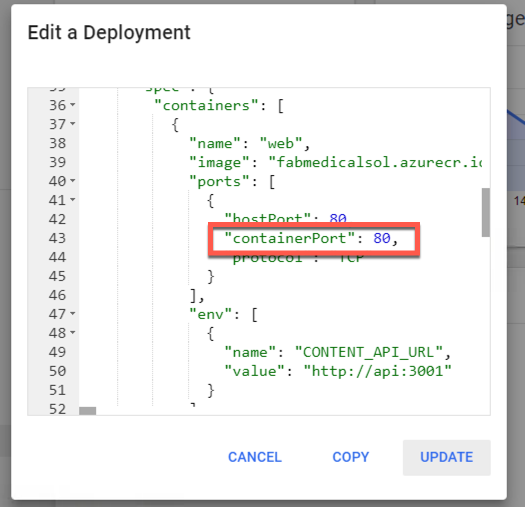 Edit a Deployment
35 spec": {
36 "containers": [
37 {
38 "name": "web",
39 "image": "fabmedicalsol.azurecr.io
40 "ports": [
41 {
42 "hostPort": 80
43 "containerPort": 80,
44 protocol : TCP
45 }
46 ],
47 "env": [
48 {
49 "name": "CONTENT_API_URL",
50 "value": "http://api:3001"
51 }
52 ]
CANCEL COPY UPDATE
ge
14